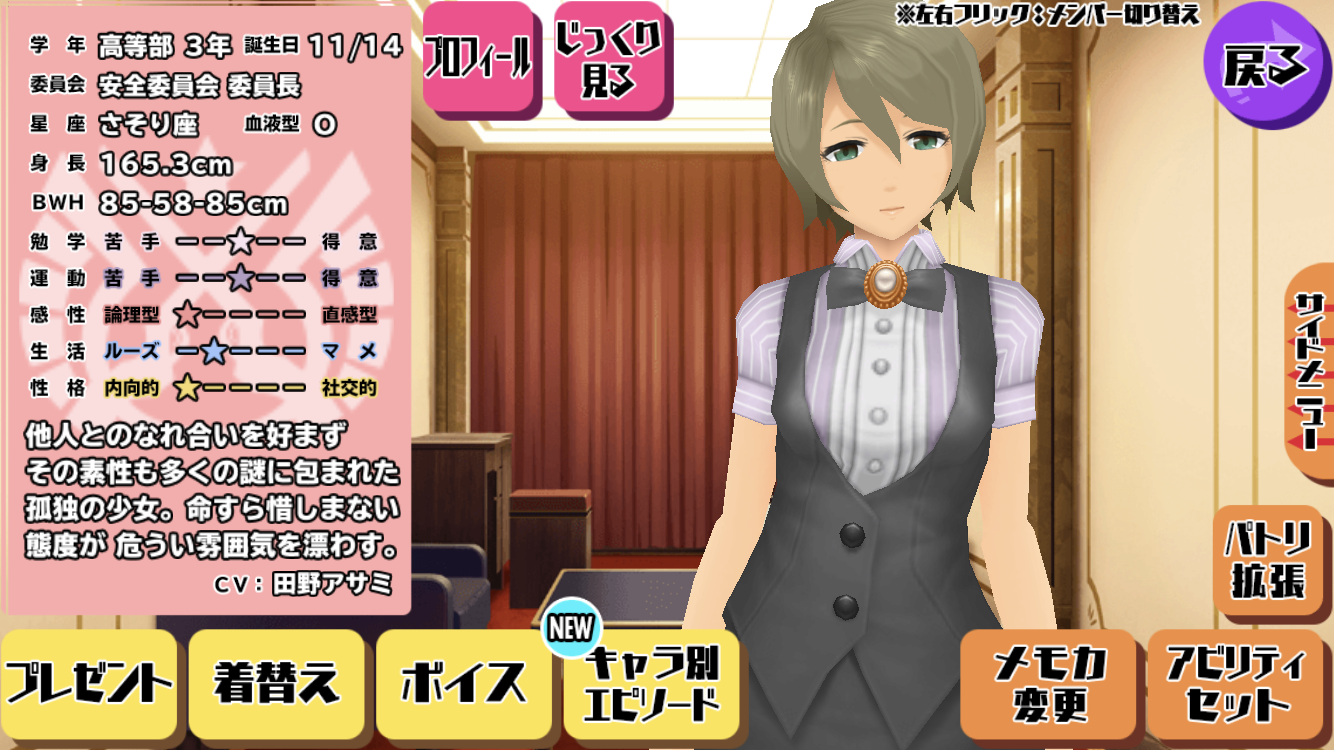 学年 高等部 3年 誕生日 11/14
委員会 安全委員会 委員長
星座 さそり座 血液型 O
身長 165.3cm
BWH 85-58-85cm
勉学 苦手 得意
運動 苦手 得意
感性 論理型 直感型
生活 ルーズ マメ
性格 内向的 社交的
他人とのなれ合いを好まず
その素性も多くの謎に包まれた
孤独の少女。命すら惜しまない
態度が 危うい雰囲気を漂わす。
CV:田野アサミ
プロフィール
じっくり
見る
※左右フリック:メンバー切り替え
戻る
サイドメニュー
パトリ
拡張
プレゼント
着替え
ボイス
NEW
キャラ別
エピソード
メモカ
変更
アビリティ
セット